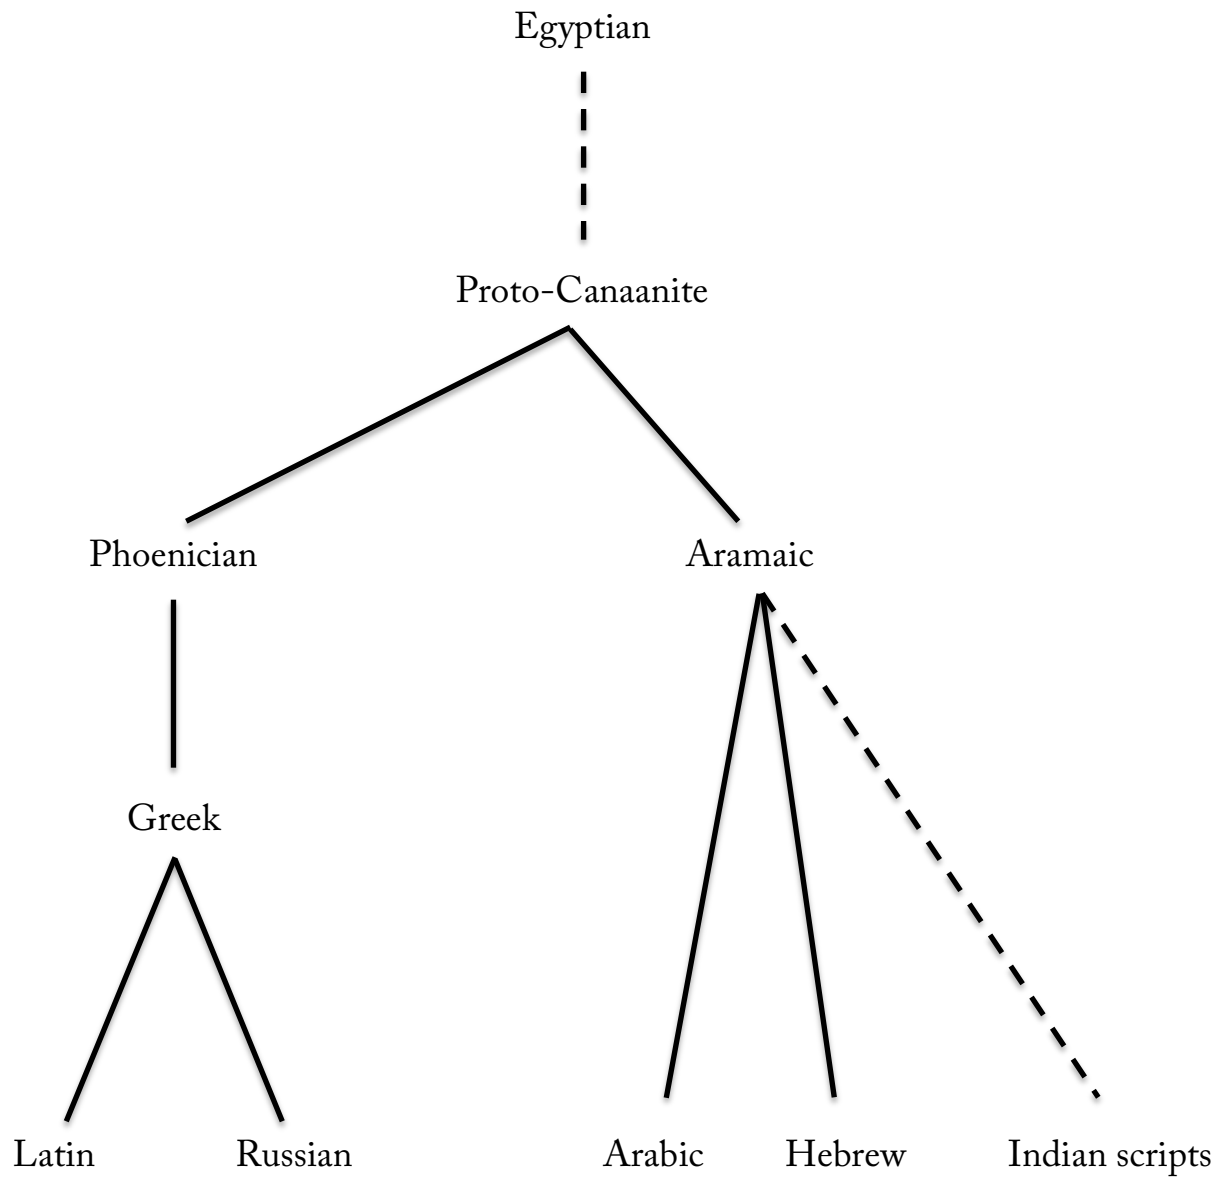 Egyptian
Proto-Canaanite
Phoenician Aramaic
Greek
Latin Russian Arabic Hebrew Indian scripts